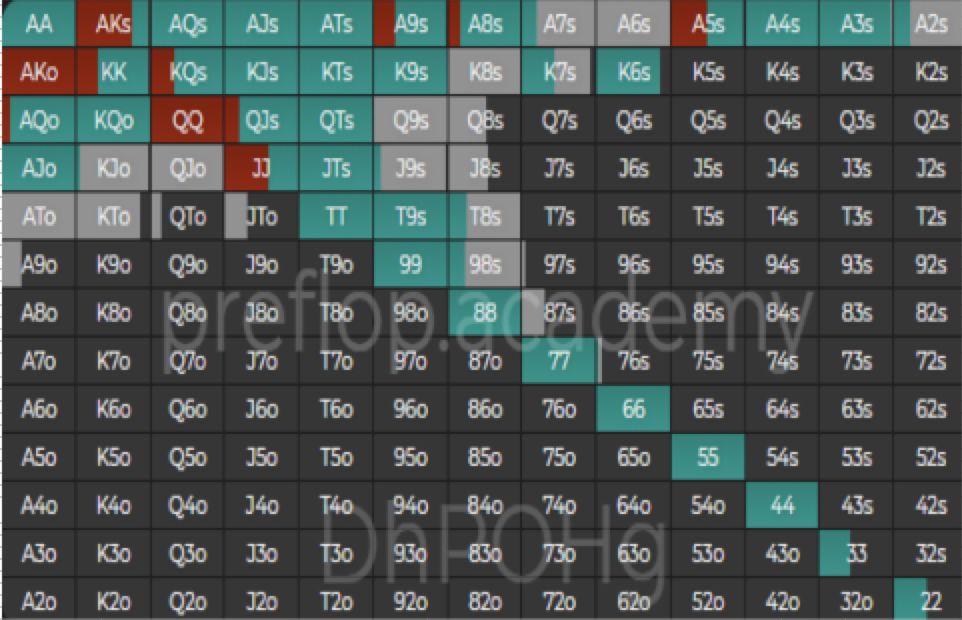 AA AKs AQs AJs ATs A9s A8s A7s A6s A5s A4s A3s A2s
AKo KK KQs KJs KTs K9s K8s K7s K6s K5s K4s K3s K2s
AQo KQo QQ QJs QTs Q9s Q8s Q7s Q6s Q5s Q4s Q3s Q2s
AJo KJo QJo JJ JTs J9s J8s J7s J6s J5s J4s J3s J2s
ATo KTo QTo JTo TT T9s T8s T7s T6s T5s T4s T3s T2s
A9o K9o Q9o J9o T9o 99 98s 97s 96s 95s 94s 93s 92s
preflop.academy
A8o K8o Q8o J8o T8o 98o 88 87s 86s 85s 84s 83s 82s
A7o K7o Q7o J7o T7o 97o 87o 77 76s 75s 74s 73s 72s
A6o K6o Q6o J6o T6o 96o 86o 76o 66 65s 64s 63s 62s
A5o K5o Q5o J5o T5o 95o 85o 75o 65o 55 54s 53s 52s
A4o K4o Q4o J4o T4o 94o 84o 74o 64o 54o 44 43s 42s
DhPOHg
A3o K3o Q3o J3o T3o 93o 83o 73o 63o 53o 43o 33 32s
A2o K2o Q2o J2o T2o 92o 82o 72o 62o 52o 42o 32o 22